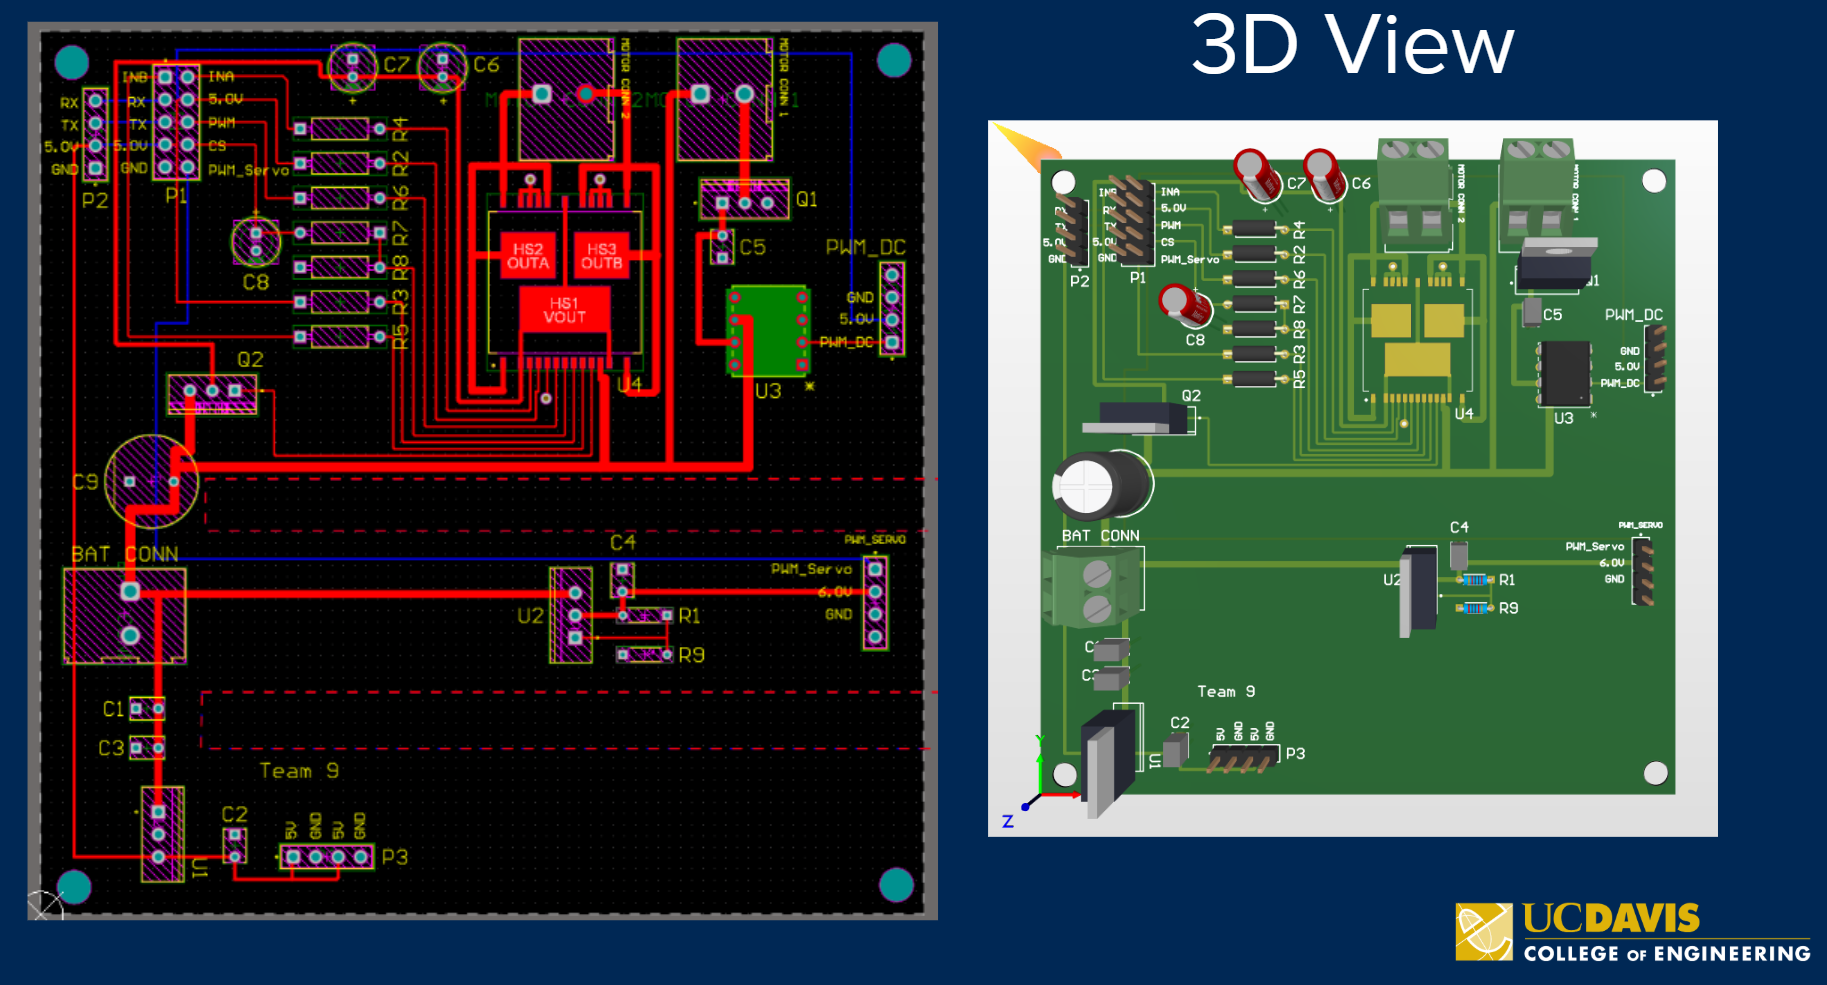 3D View
C7
C6
MOTOR CONN 2
MOTOR CONN 1
INB
INA
RX
RX
5.0V
TX
TX
PWM
5.0V
5.0V
CS
GND
GND
PWM_Servo
P2
P1
R4
R2
R6
R7
R8
R3
R5
C8
HS2
OUTA
HS3
OUTB
HS1
VOUT
U4
Q1
C5
PWM_DC
GND
5.0V
PWM_DC
U3
*
Q2
C9
BAT CONN
C4
PWM_SERVO
PWM_Servo
6.0V
GND
U2
R1
R9
C1
C3
Team 9
C2
U1
5V
GND
5V
GND
P3
C7
C6
MOTOR CONN 2
MOTOR CONN 1
INA
5.0V
PWM
CS
PWM_Servo
5.0V
GND
GND
P2
P1
R4
R2
R6
R7
R8
R3
R5
C8
U4
Q1
C5
PWM_DC
GND
5.0V
PWM_DC
U3
*
Q2
BAT CONN
C4
PWM_SERVO
PWM_Servo
6.0V
GND
U2
R1
R9
Team 9
C2
U1
5V
GND
5V
GND
P3
Y
Z
UC DAVIS
COLLEGE OF ENGINEERING